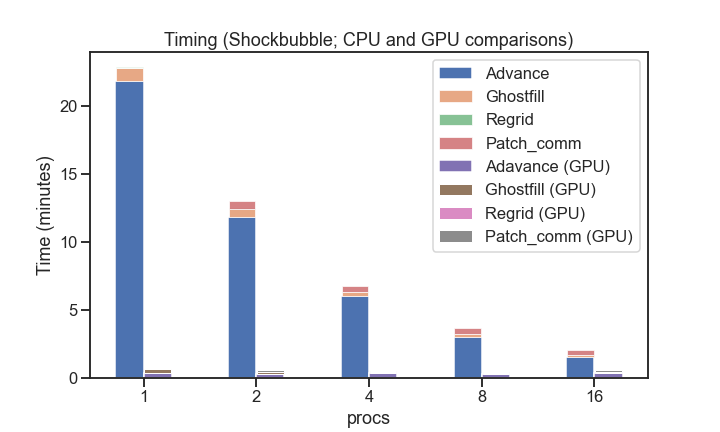 Timing (Shockbubble; CPU and GPU comparisons)
Time (minutes)
20
15
10
5
0
Advance
Ghostfill
Regrid
Patch_comm
Adavance (GPU)
Ghostfill (GPU)
Regrid (GPU)
Patch_comm (GPU)
1 2 4 8 16
procs